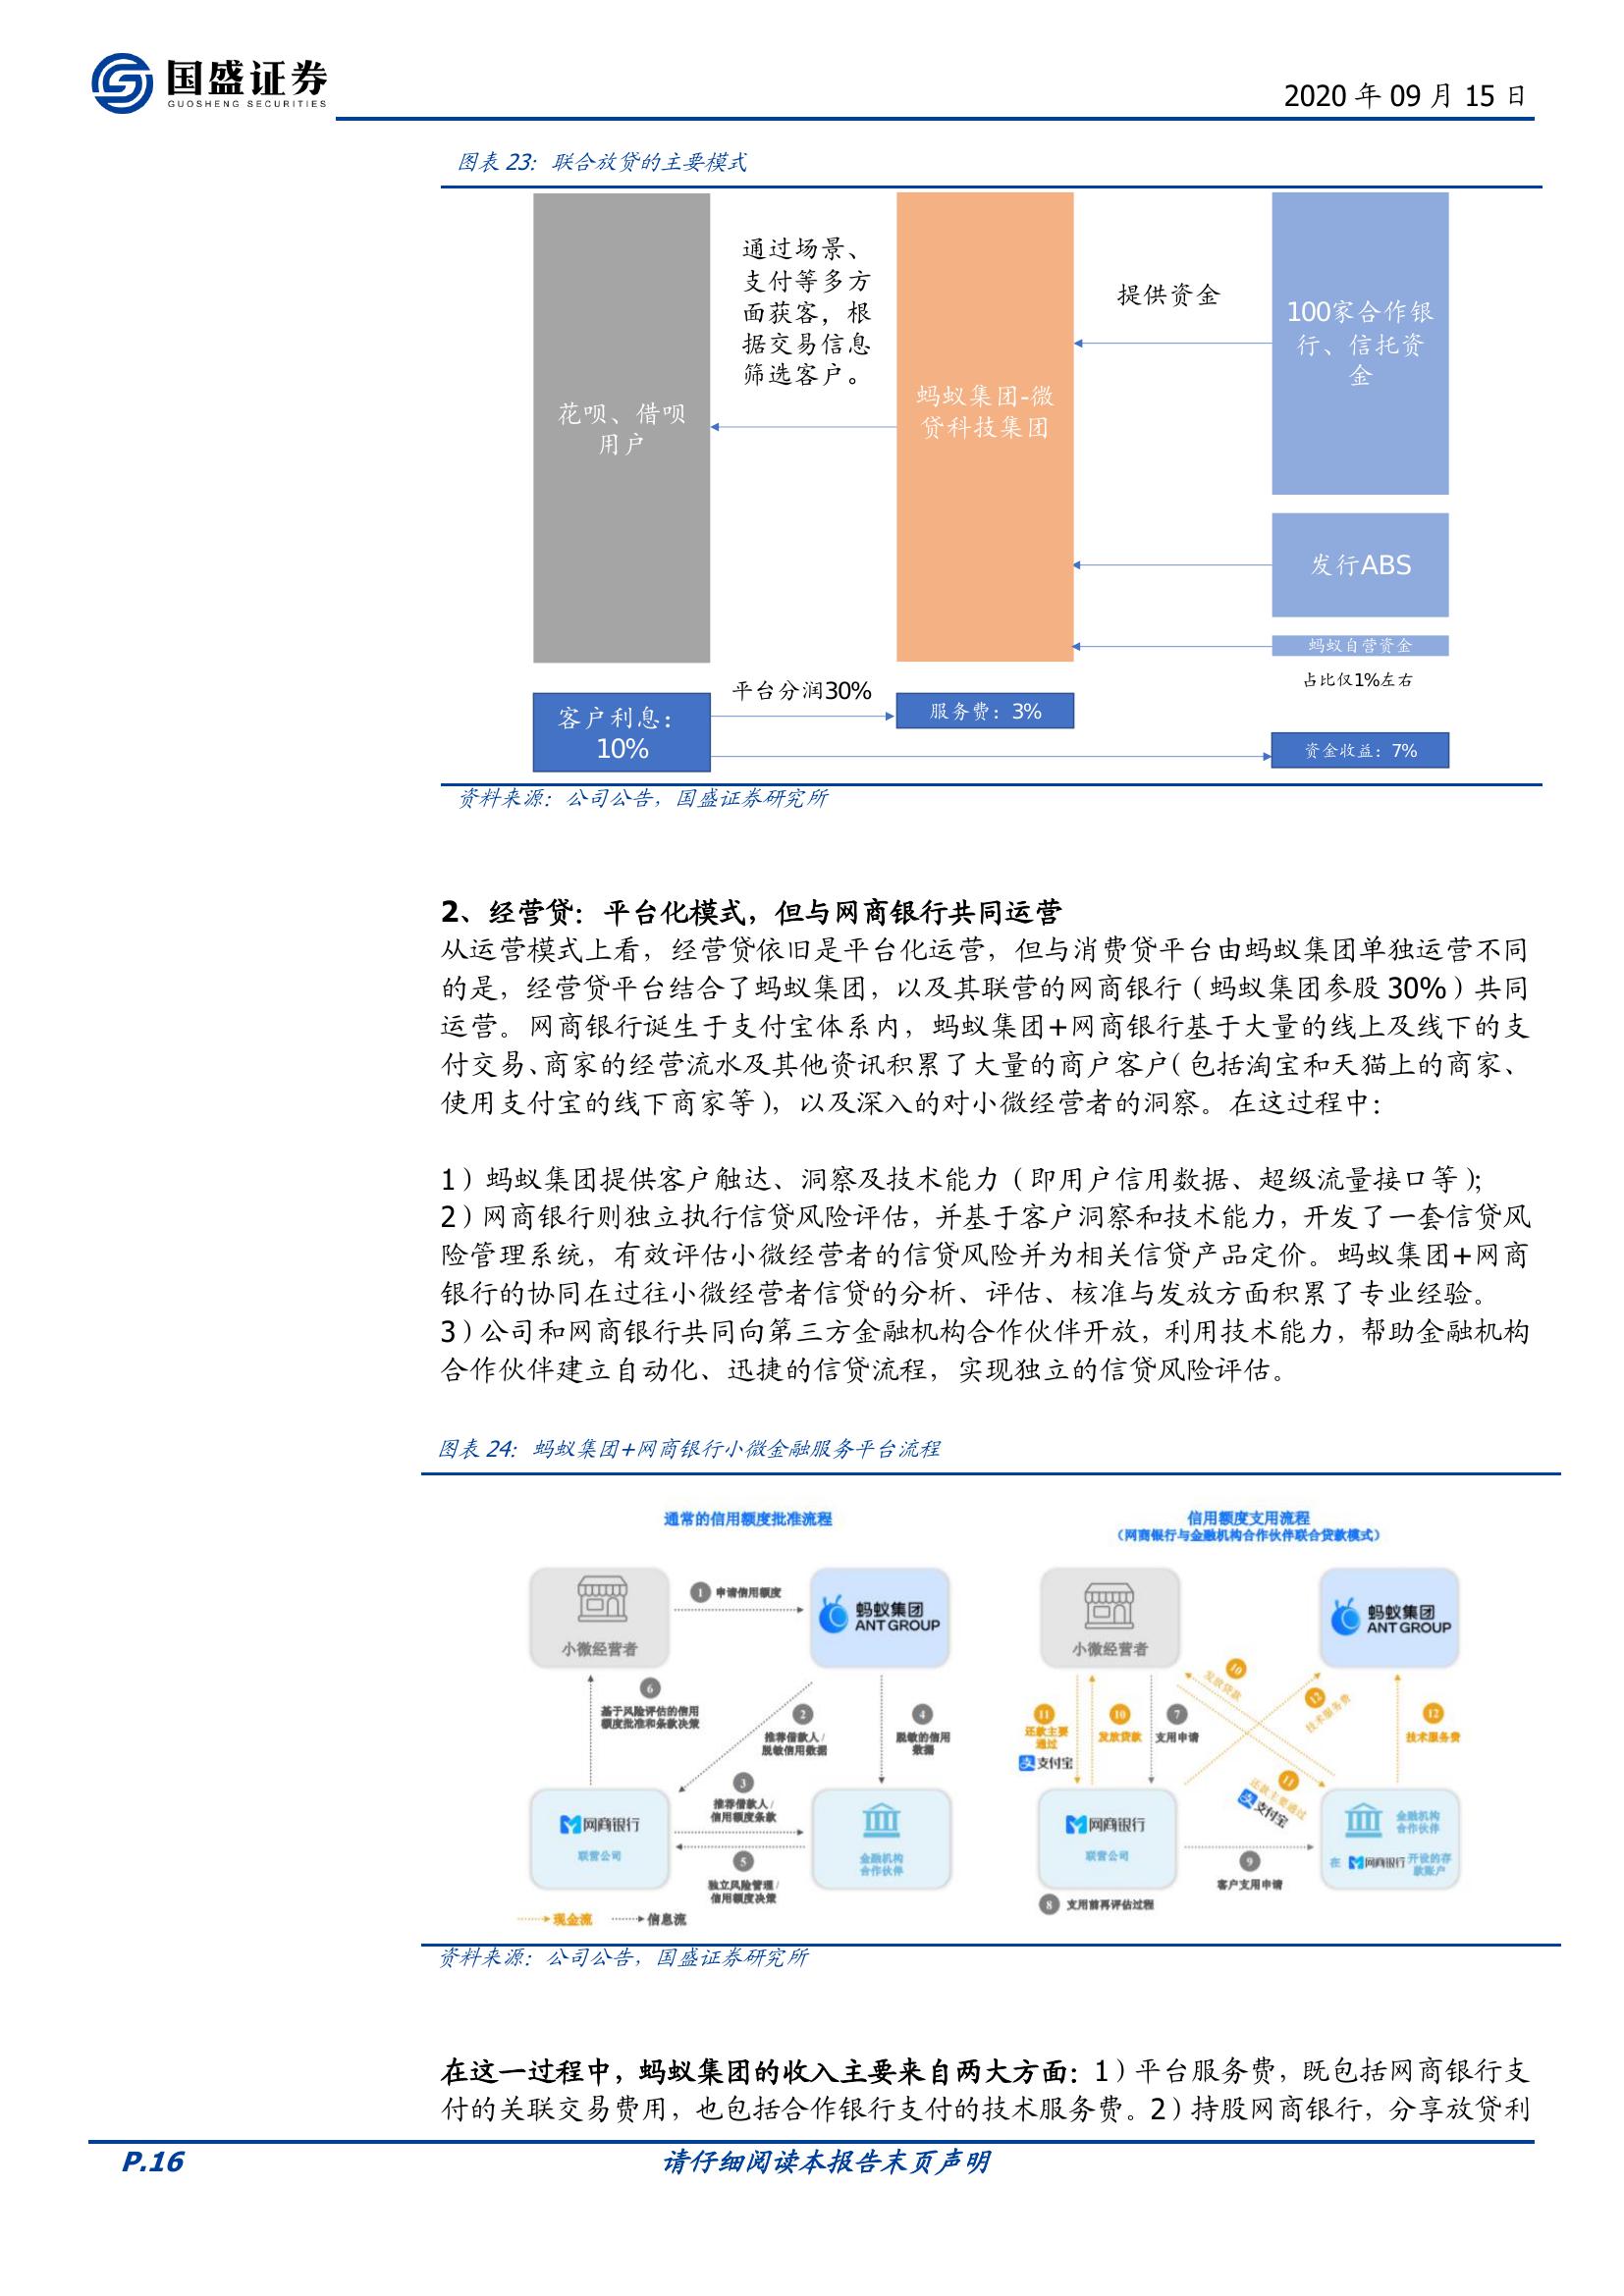 国盛证券
GUOSHENG SECURITIES
2020 年 09 月 15 日
图表 23：联合放贷的主要模式
花呗、借呗
用户
通过场景、
支付等多方
面获客，根
据交易信息
筛选客户。
蚂蚁集团-微
贷科技集团
提供资金
100家合作银
行、信托资
金
发行ABS
蚂蚁自营资金
占比仅1%左右
客户利息：
10%
平台分润30%
服务费：3%
资金收益：7%
资料来源：公司公告，国盛证券研究所
2、经营贷：平台化模式，但与网商银行共同运营
从运营模式上看，经营贷依旧是平台化运营，但与消费贷平台由蚂蚁集团单独运营不同
的是，经营贷平台结合了蚂蚁集团，以及其联营的网商银行（蚂蚁集团参股 30%）共同
运营。网商银行诞生于支付宝体系内，蚂蚁集团+网商银行基于大量的线上及线下的支
付交易、商家的经营流水及其他资讯积累了大量的商户客户（包括淘宝和天猫上的商家、
使用支付宝的线下商家等），以及深入的对小微经营者的洞察。在这过程中：
1）蚂蚁集团提供客户触达、洞察及技术能力（即用户信用数据、超级流量接口等）；
2）网商银行则独立执行信贷风险评估，并基于客户洞察和技术能力，开发了一套信贷风
险管理系统，有效评估小微经营者的信贷风险并为相关信贷产品定价。蚂蚁集团+网商
银行的协同在过往小微经营者信贷的分析、评估、核准与发放方面积累了专业经验。
3）公司和网商银行共同向第三方金融机构合作伙伴开放，利用技术能力，帮助金融机构
合作伙伴建立自动化、迅捷的信贷流程，实现独立的信贷风险评估。
图表 24：蚂蚁集团+网商银行小微金融服务平台流程
通常的信用额度批准流程
小微经营者
1 申请信用额度
蚂蚁集团
ANT GROUP
6
基于风险评估的信用
额度批准和条款决策
2
推荐借款人/
脱敏信用数据
4
脱敏的信用
数据
3
推荐借款人/
信用额度条款
网商银行
联营公司
5
独立风险管理/
信用额度决策
金融机构
合作伙伴
现金流
信息流
信用额度支用流程
（网商银行与金融机构合作伙伴联合贷款模式）
小微经营者
蚂蚁集团
ANT GROUP
11
还款主要
通过
支付宝
10
发放贷款
7
支用申请
10
发放贷款
12
技术服务费
12
技术服务费
11
还款主要通过
支付宝
网商银行
联营公司
9
客户支用申请
金融机构
合作伙伴
在 网商银行 开设的存
款账户
8 支用前再评估过程
资料来源：公司公告，国盛证券研究所
在这一过程中，蚂蚁集团的收入主要来自两大方面：1）平台服务费，既包括网商银行支
付的关联交易费用，也包括合作银行支付的技术服务费。2）持股网商银行，分享放贷利
P.16
请仔细阅读本报告末页声明